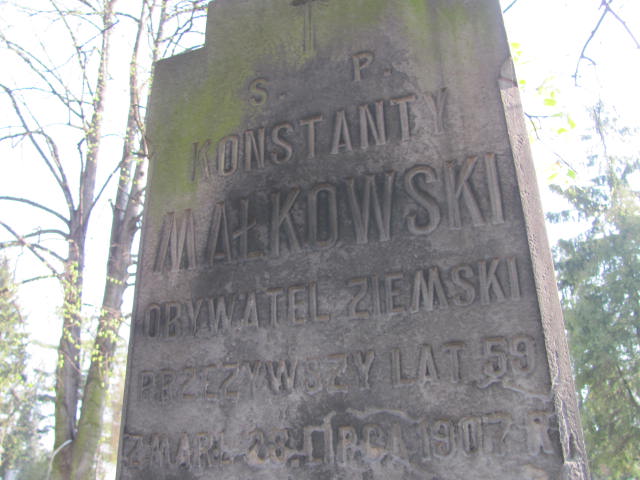 S. P.
KONSTANTY
MAŁKOWSKI
OBYWATEL ZIEMSKI
PRZEŻYWSZY LAT 59
ZMARŁ 28 LIPCA 1907 R